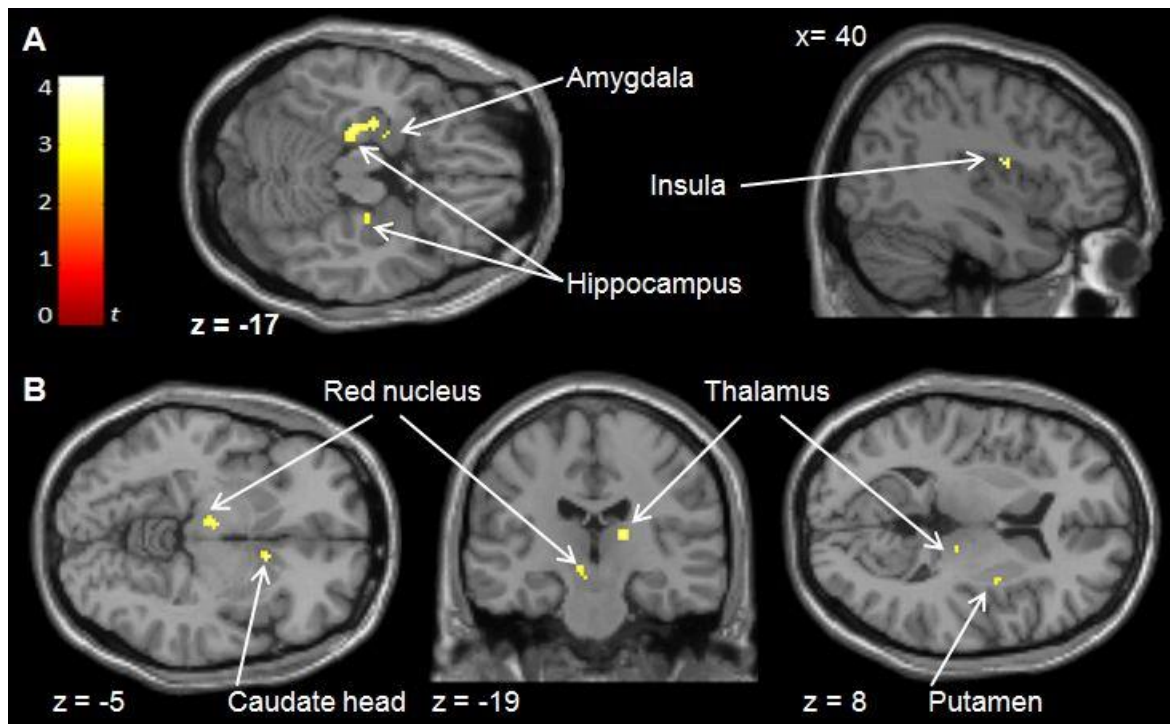 A
x= 40
4
3
2
1
0
t
Amygdala
Insula
Hippocampus
z = -17
B
Red nucleus
Thalamus
z = -5
Caudate head
z = -19
z = 8
Putamen